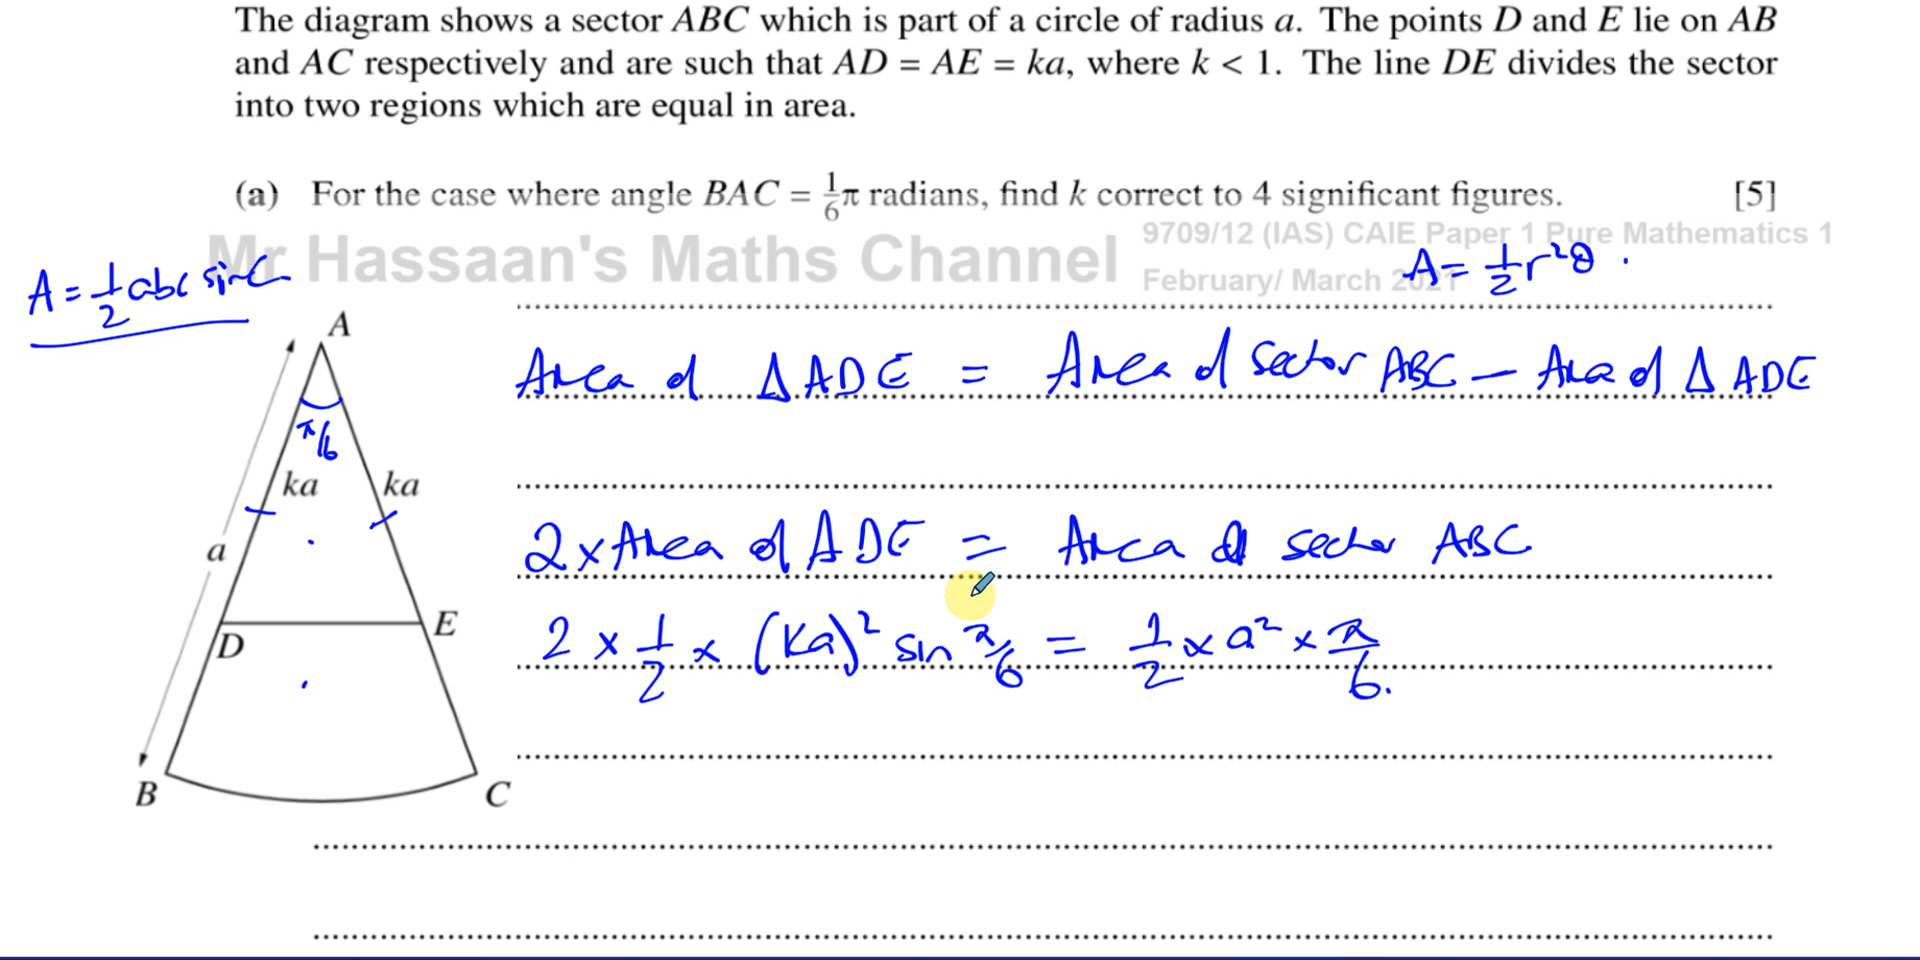 The diagram shows a sector ABC which is part of a circle of radius a. The points D and E lie on AB
and AC respectively and are such that AD = AE = ka, where k < 1. The line DE divides the sector
into two regions which are equal in area.
(a) For the case where angle BAC = 1/6 π radians, find k correct to 4 significant figures. [5]
Mr Hassaan's Maths Channel
9709/12 (IAS) CAIE Paper 1 Pure Mathematics 1
February/ March
A = 1/2 abc sin C
A = 1/2 r²θ .
A
Area of Δ ADE = Area of sector ABC – Area of Δ ADE
π/6
ka ka
a
2 × Area of ADE = Area of sector ABC
D E
2 × 1/2 × (ka)² sin π/6 = 1/2 × a² × π/6.
B C